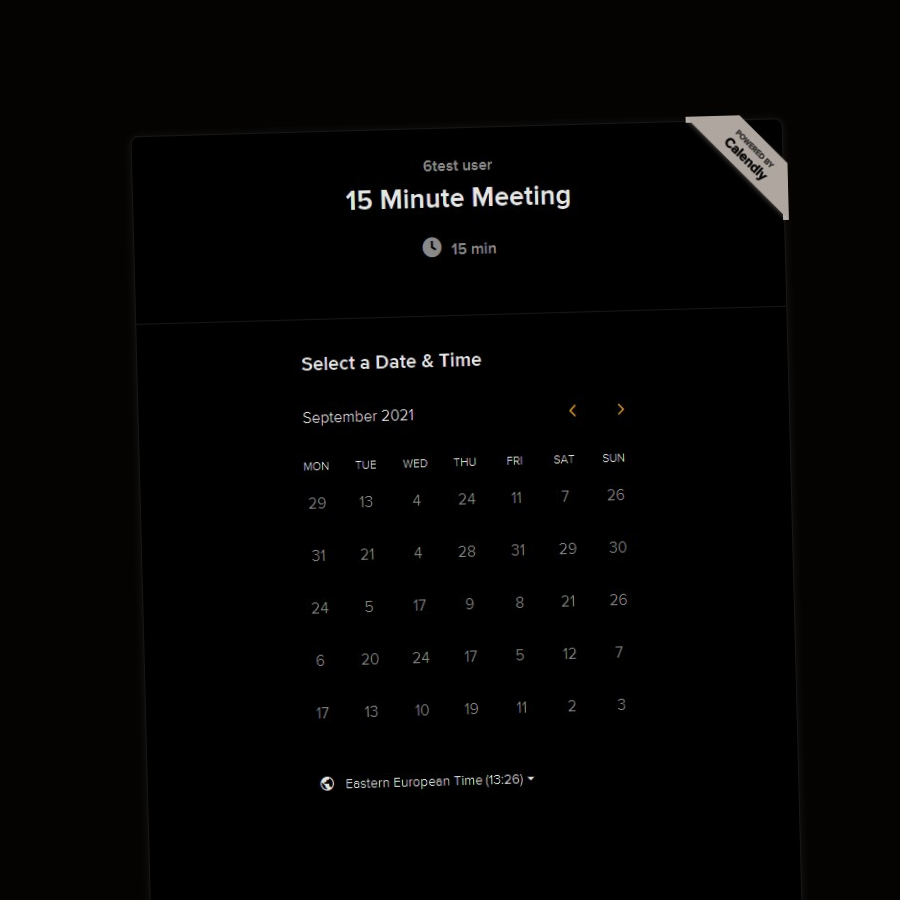 POWERED BY
Calendly
6test user
15 Minute Meeting
15 min
Select a Date & Time
September 2021
MON TUE WED THU FRI SAT SUN
29 13 4 24 11 7 26
31 21 4 28 31 29 30
24 5 17 9 8 21 26
6 20 24 17 5 12 7
17 13 10 19 11 2 3
Eastern European Time (13:26)